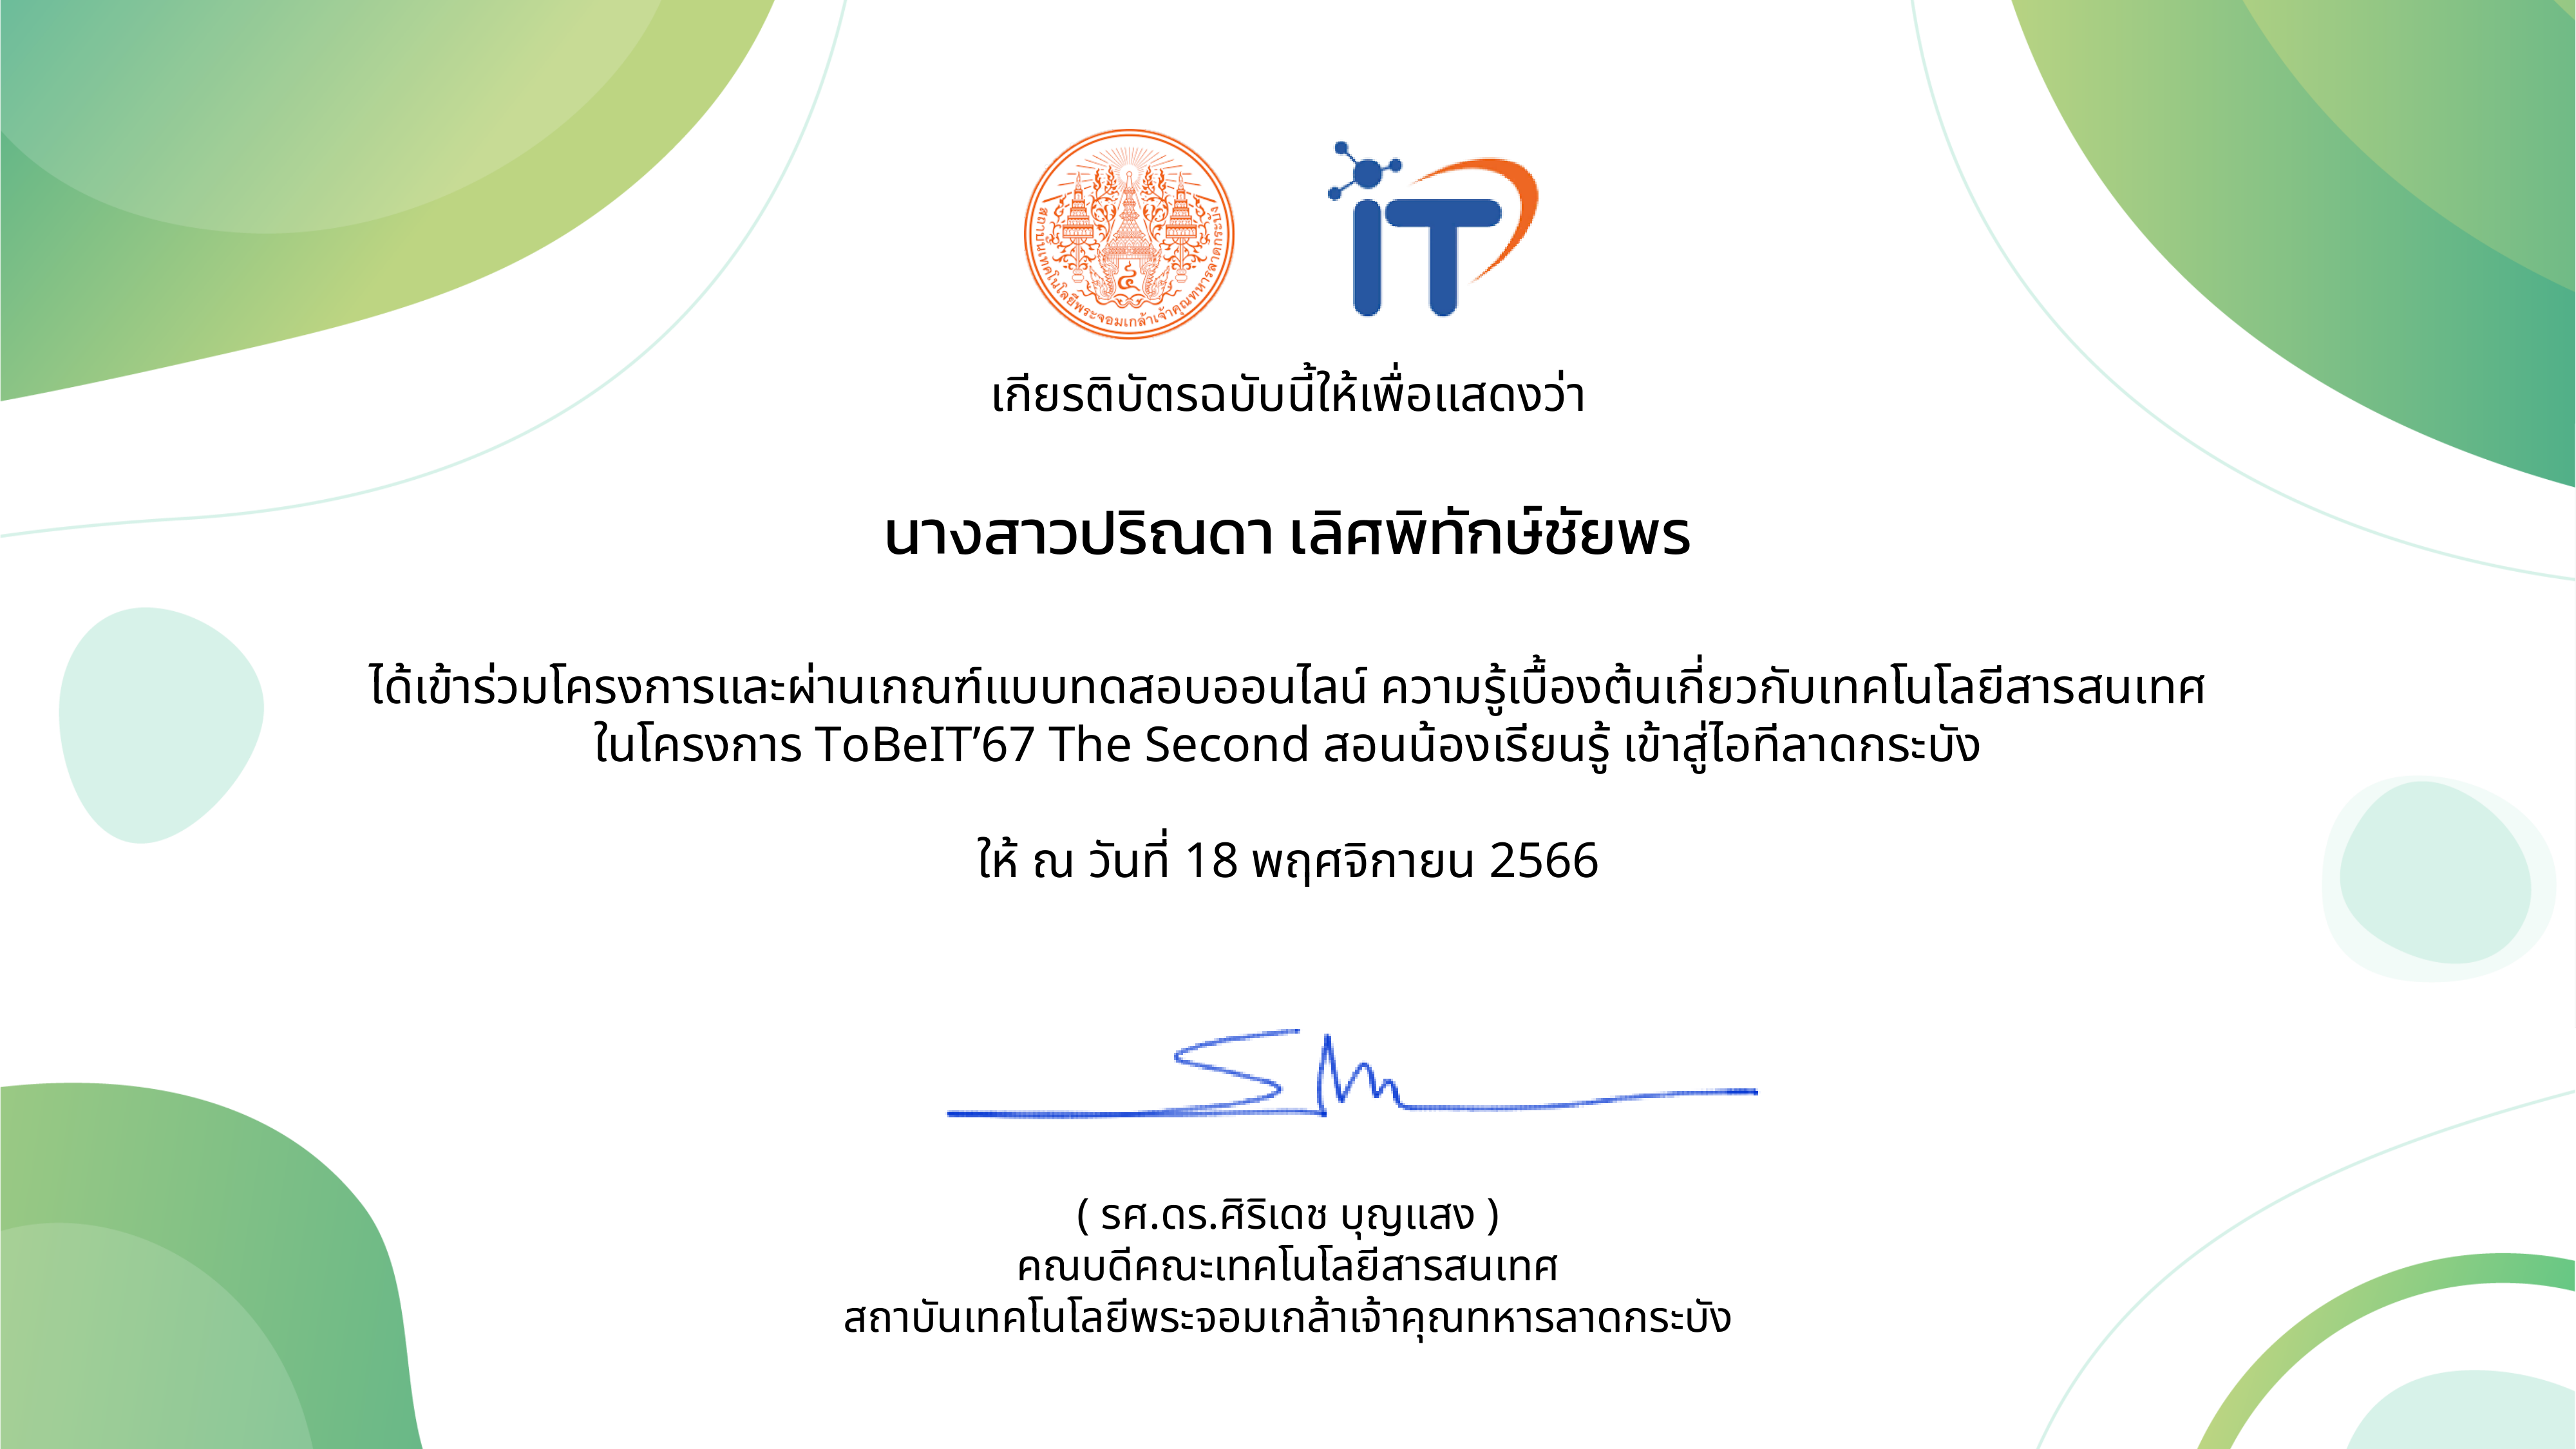 สถาบันเทคโนโลยีพระจอมเกล้าเจ้าคุณทหารลาดกระบัง
iT
เกียรติบัตรฉบับนี้ให้เพื่อแสดงว่า
นางสาวปริณดา เลิศพิทักษ์ชัยพร
ได้เข้าร่วมโครงการและผ่านเกณฑ์แบบทดสอบออนไลน์ ความรู้เบื้องต้นเกี่ยวกับเทคโนโลยีสารสนเทศ
ในโครงการ ToBeIT’67 The Second สอนน้องเรียนรู้ เข้าสู่ไอทีลาดกระบัง
ให้ ณ วันที่ 18 พฤศจิกายน 2566
( รศ.ดร.ศิริเดช บุญแสง )
คณบดีคณะเทคโนโลยีสารสนเทศ
สถาบันเทคโนโลยีพระจอมเกล้าเจ้าคุณทหารลาดกระบัง